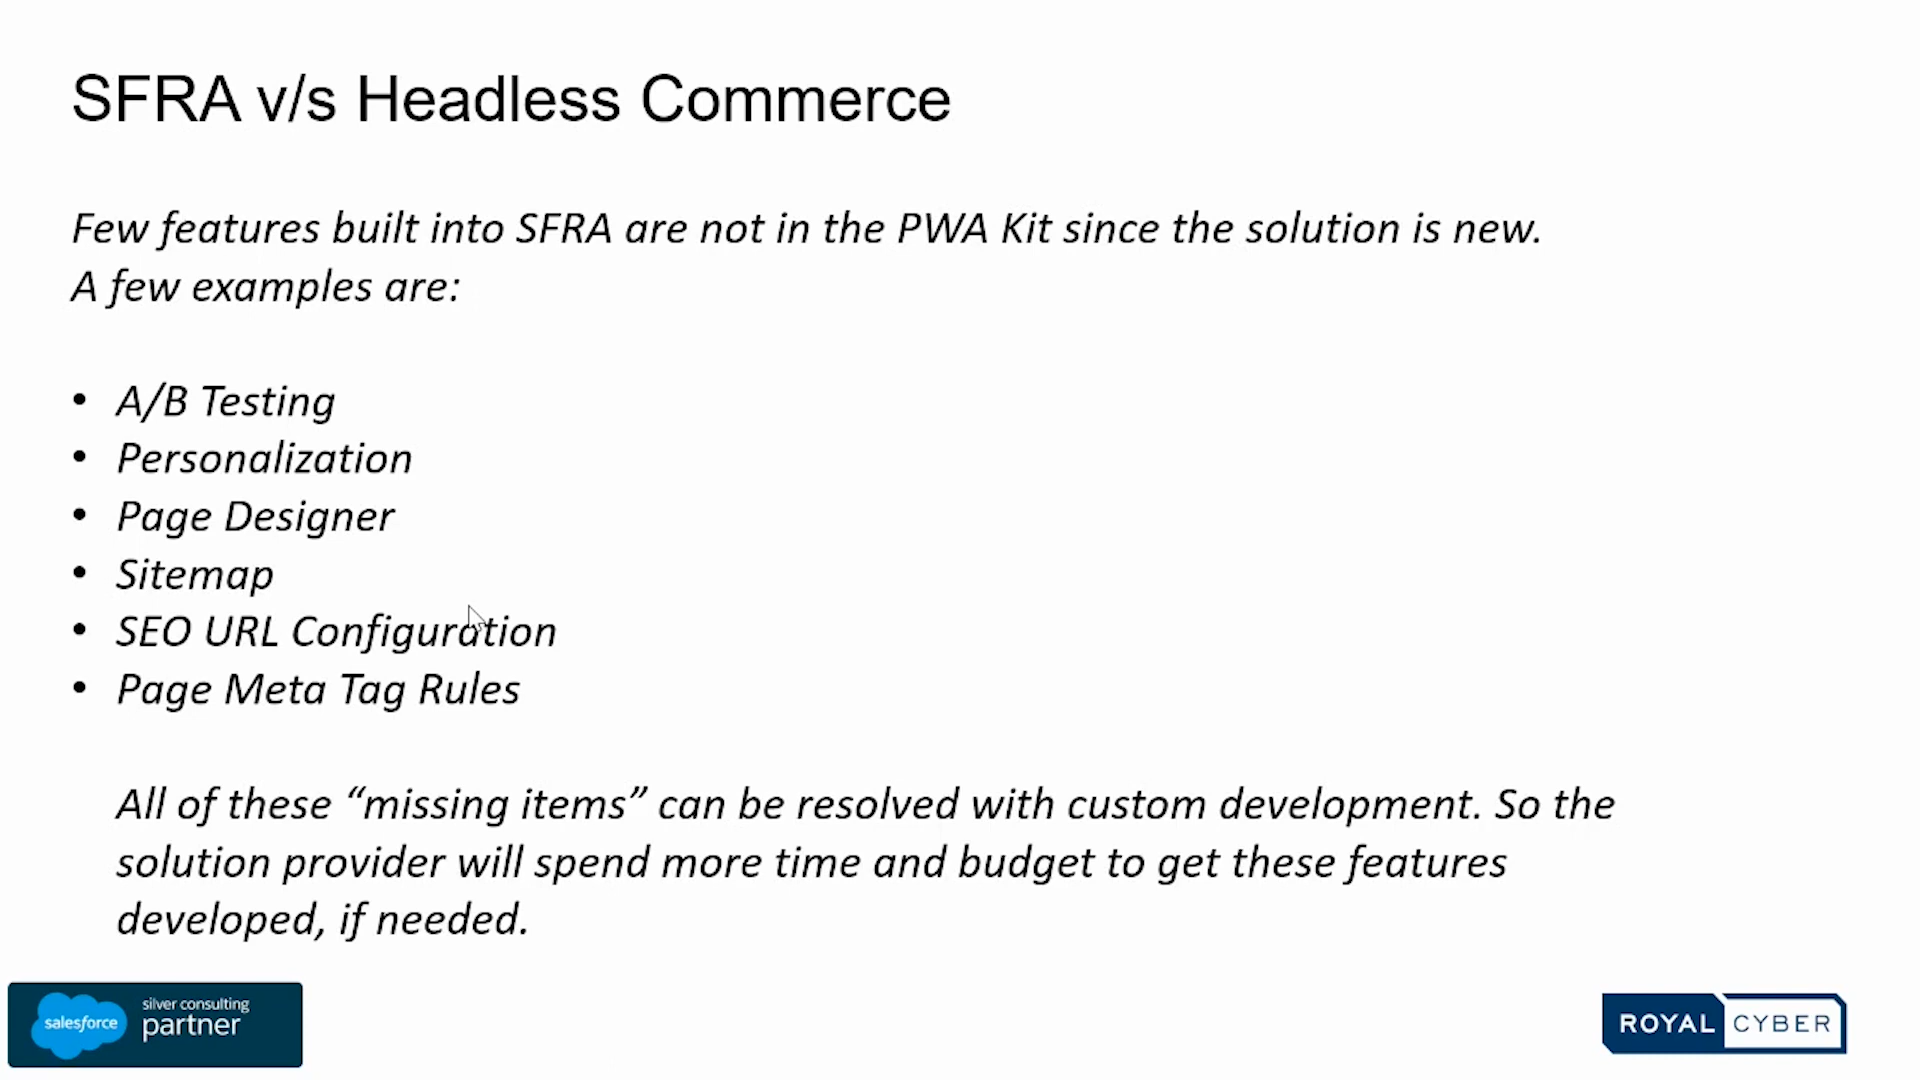 SFRA v/s Headless Commerce
Few features built into SFRA are not in the PWA Kit since the solution is new.
A few examples are:
• A/B Testing
• Personalization
• Page Designer
• Sitemap
• SEO URL Configuration
• Page Meta Tag Rules
All of these “missing items” can be resolved with custom development. So the
solution provider will spend more time and budget to get these features
developed, if needed.
salesforce
silver consulting
partner
ROYAL CYBER